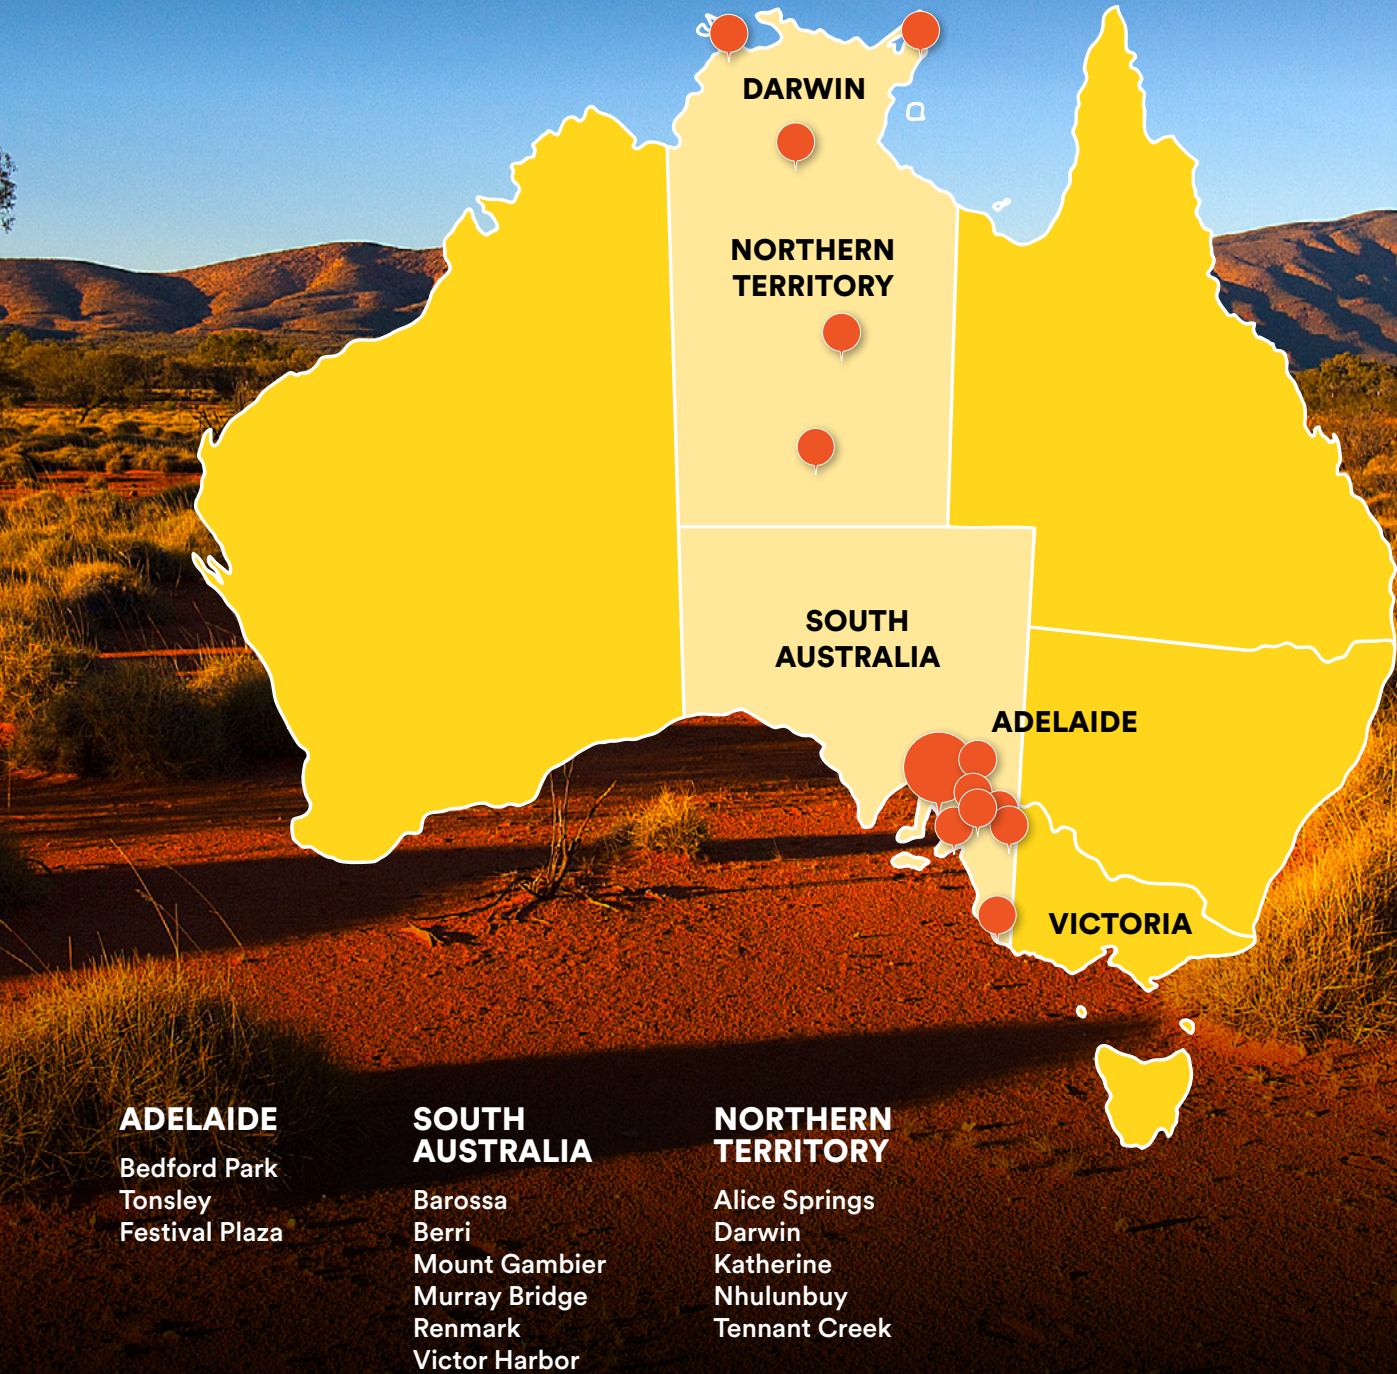 DARWIN
NORTHERN
TERRITORY
SOUTH
AUSTRALIA
ADELAIDE
VICTORIA
ADELAIDE
Bedford Park
Tonsley
Festival Plaza
SOUTH
AUSTRALIA
Barossa
Berri
Mount Gambier
Murray Bridge
Renmark
Victor Harbor
NORTHERN
TERRITORY
Alice Springs
Darwin
Katherine
Nhulunbuy
Tennant Creek